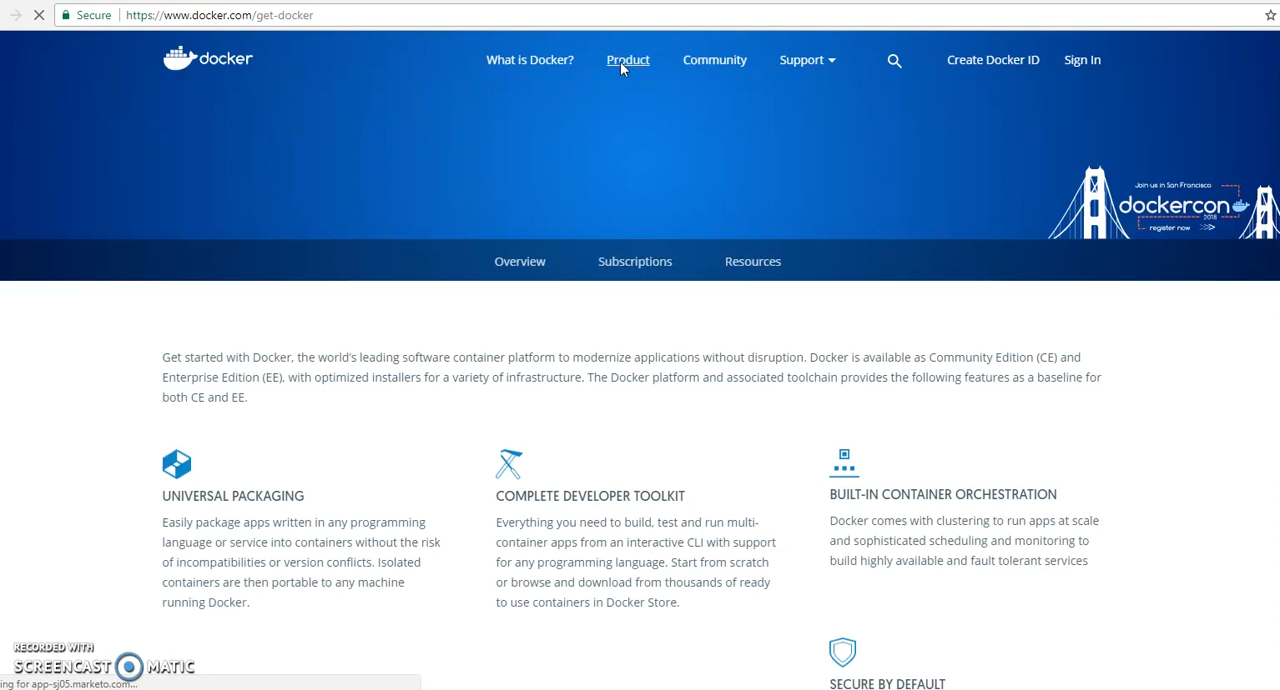 Secure https://www.docker.com/get-docker
docker What is Docker? Product Community Support Create Docker ID Sign In
Join us in San Francisco
dockercon
2018
register now >>>
Overview Subscriptions Resources
Get started with Docker, the world's leading software container platform to modernize applications without disruption. Docker is available as Community Edition (CE) and
Enterprise Edition (EE), with optimized installers for a variety of infrastructure. The Docker platform and associated toolchain provides the following features as a baseline for
both CE and EE.
UNIVERSAL PACKAGING
Easily package apps written in any programming
language or service into containers without the risk
of incompatibilities or version conflicts. Isolated
containers are then portable to any machine
running Docker.
COMPLETE DEVELOPER TOOLKIT
Everything you need to build, test and run multi-
container apps from an interactive CLI with support
for any programming language. Start from scratch
or browse and download from thousands of ready
to use containers in Docker Store.
BUILT-IN CONTAINER ORCHESTRATION
Docker comes with clustering to run apps at scale
and sophisticated scheduling and monitoring to
build highly available and fault tolerant services
SECURE BY DEFAULT
RECORDED WITH
SCREENCAST MATIC
ing for app-sj05.marketo.com...